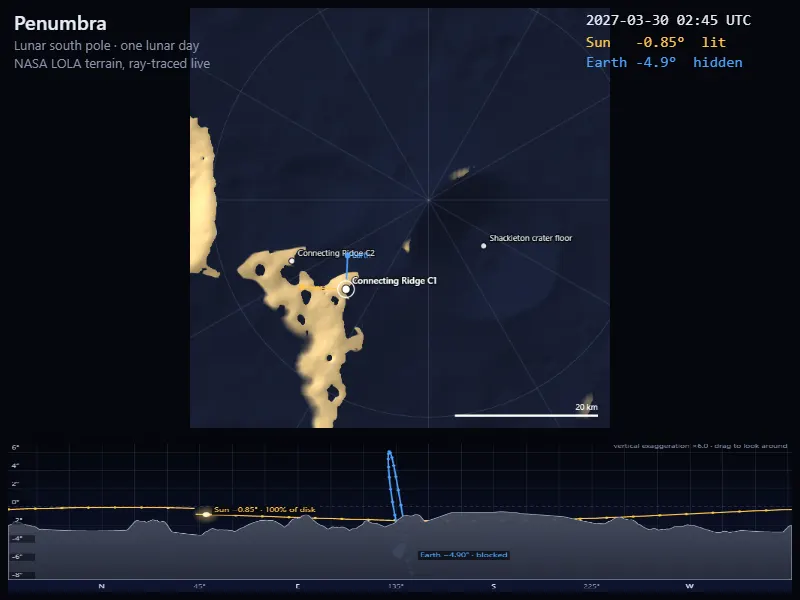 Penumbra
Lunar south pole · one lunar day
NASA LOLA terrain, ray-traced live
2027-03-30 02:45 UTC
Sun -0.85° lit
Earth -4.9° hidden
Shackleton crater floor
Connecting Ridge C2
Connecting Ridge C1
20 km
vertical exaggeration ×6.0 · drag to look around
6°
4°
2°
0°
-2°
-4°
-6°
-8°
Sun -0.85° · 100% of disk
Earth -4.90° · blocked
N 45° E 135° S 225° W